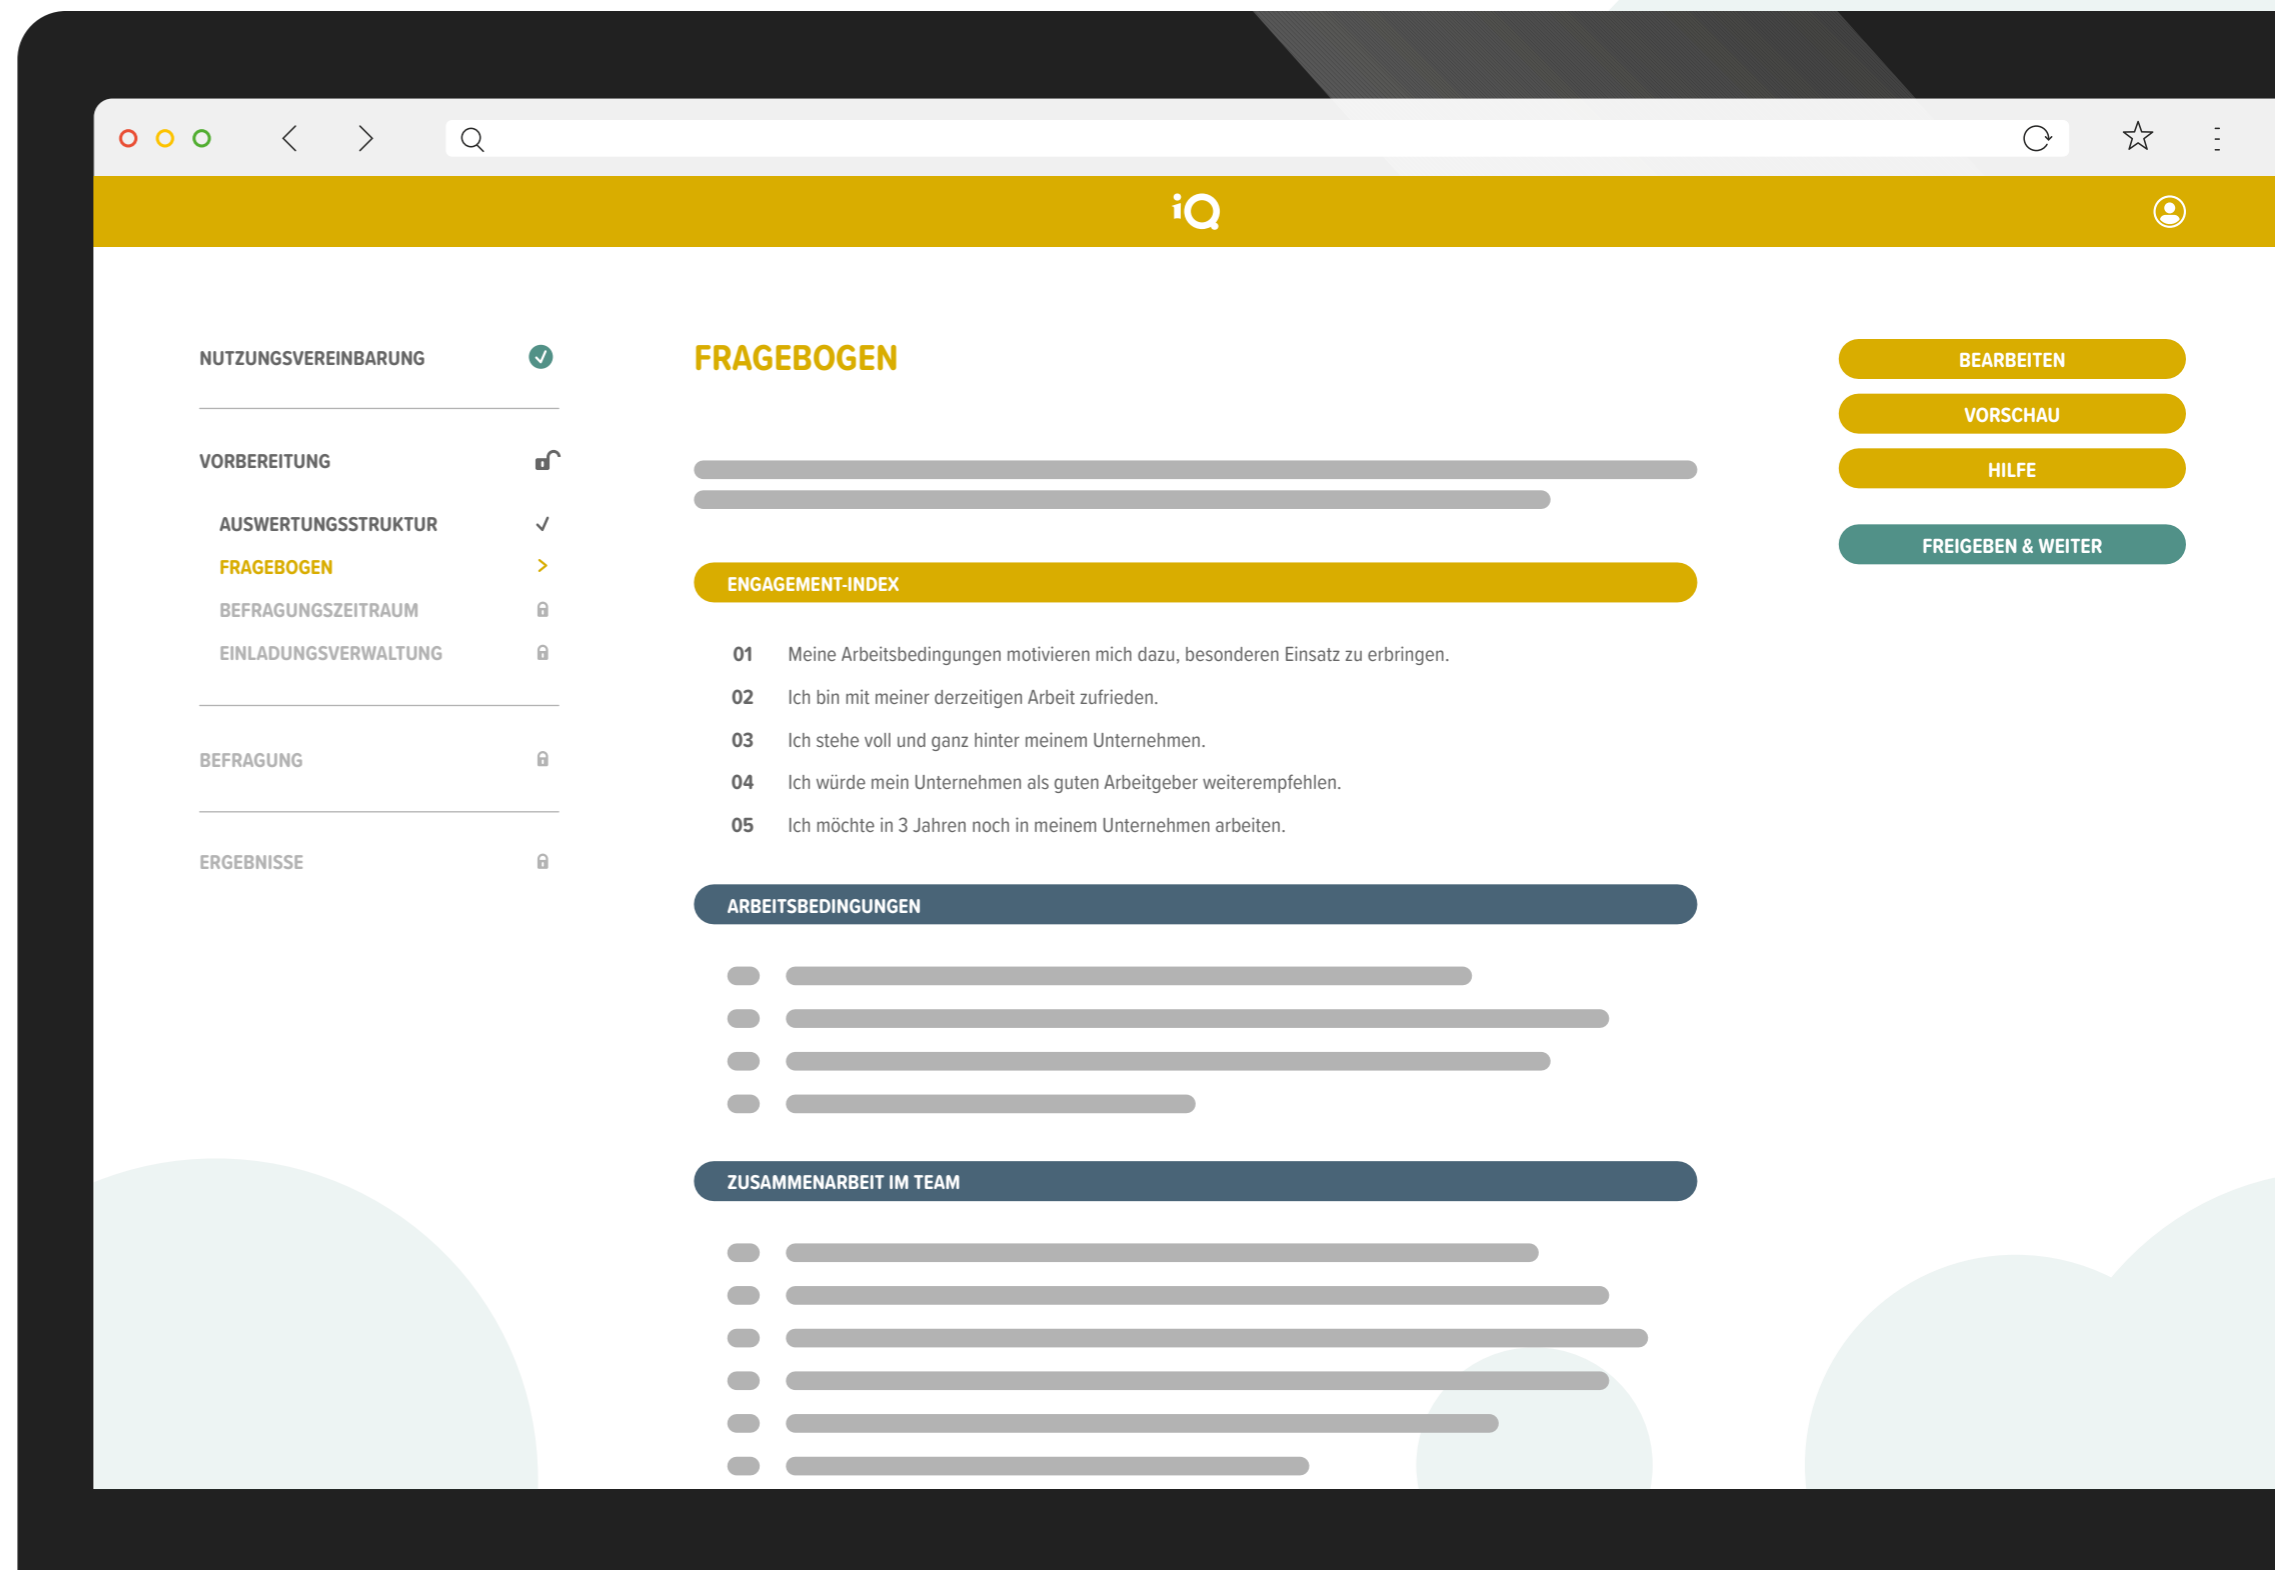 iQ
NUTZUNGSVEREINBARUNG
VORBEREITUNG
AUSWERTUNGSSTRUKTUR
FRAGEBOGEN
BEFRAGUNGSZEITRAUM
EINLADUNGSVERWALTUNG
BEFRAGUNG
ERGEBNISSE
FRAGEBOGEN
ENGAGEMENT-INDEX
01 Meine Arbeitsbedingungen motivieren mich dazu, besonderen Einsatz zu erbringen.
02 Ich bin mit meiner derzeitigen Arbeit zufrieden.
03 Ich stehe voll und ganz hinter meinem Unternehmen.
04 Ich würde mein Unternehmen als guten Arbeitgeber weiterempfehlen.
05 Ich möchte in 3 Jahren noch in meinem Unternehmen arbeiten.
ARBEITSBEDINGUNGEN
ZUSAMMENARBEIT IM TEAM
BEARBEITEN
VORSCHAU
HILFE
FREIGEBEN & WEITER